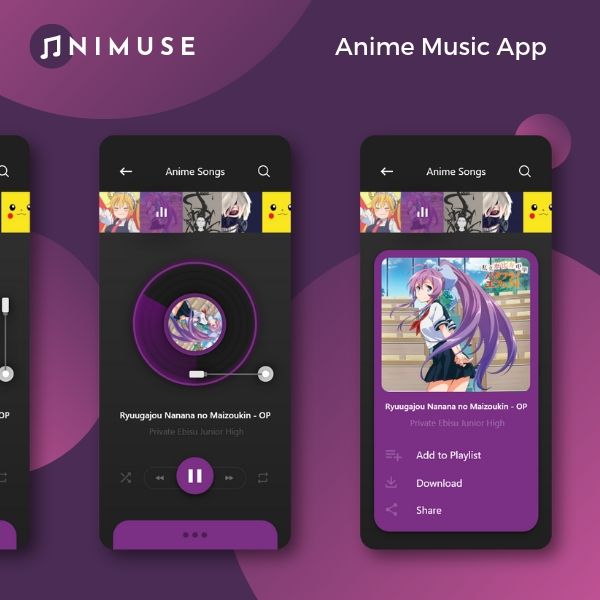 NIMUSE
Anime Music App
Anime Songs
Anime Songs
OP
Ryuugajou Nanana no Maizoukin - OP
Private Ebisu Junior High
Ryuugajou Nanana no Maizoukin - OP
Private Ebisu Junior High
Add to Playlist
Download
Share